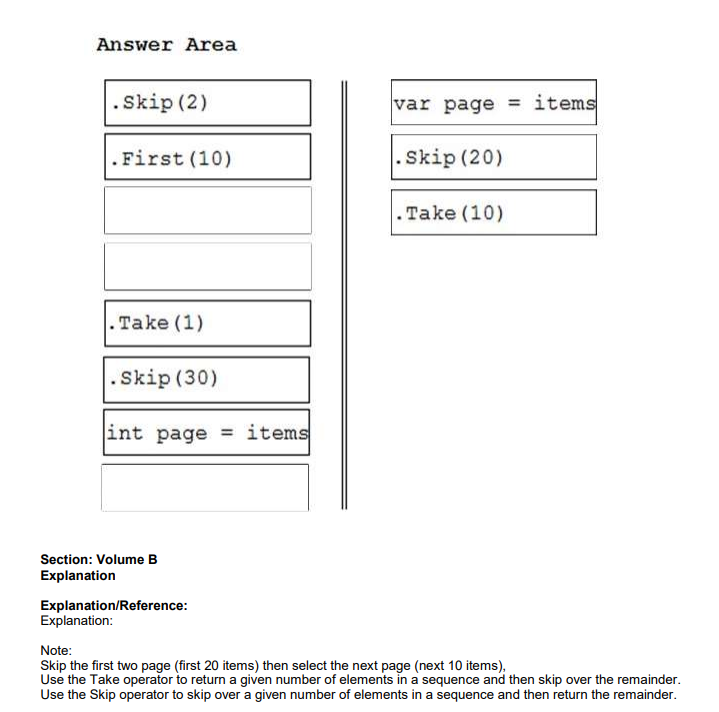 Answer Area
.Skip(2)
.First(10)
.Take(1)
.Skip(30)
int page = items
var page = items
.Skip(20)
.Take(10)
Section: Volume B
Explanation
Explanation/Reference:
Explanation:
Note:
Skip the first two page (first 20 items) then select the next page (next 10 items),
Use the Take operator to return a given number of elements in a sequence and then skip over the remainder.
Use the Skip operator to skip over a given number of elements in a sequence and then return the remainder.